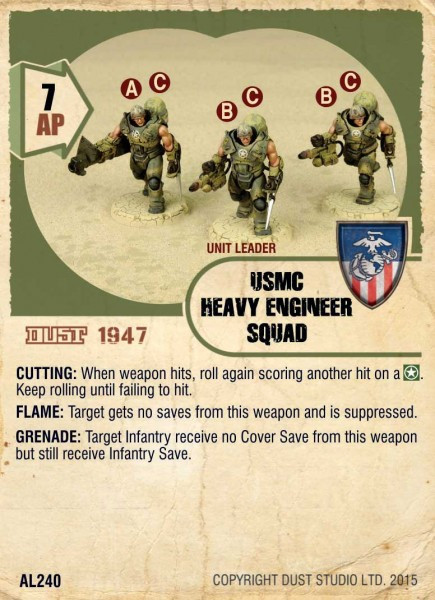 7
AP
A C
B C
B C
UNIT LEADER
USMC
HEAVY ENGINEER
SQUAD
DUST 1947
CUTTING: When weapon hits, roll again scoring another hit on a .
Keep rolling until failing to hit.
FLAME: Target gets no saves from this weapon and is suppressed.
GRENADE: Target Infantry receive no Cover Save from this weapon
but still receive Infantry Save.
AL240
COPYRIGHT DUST STUDIO LTD. 2015